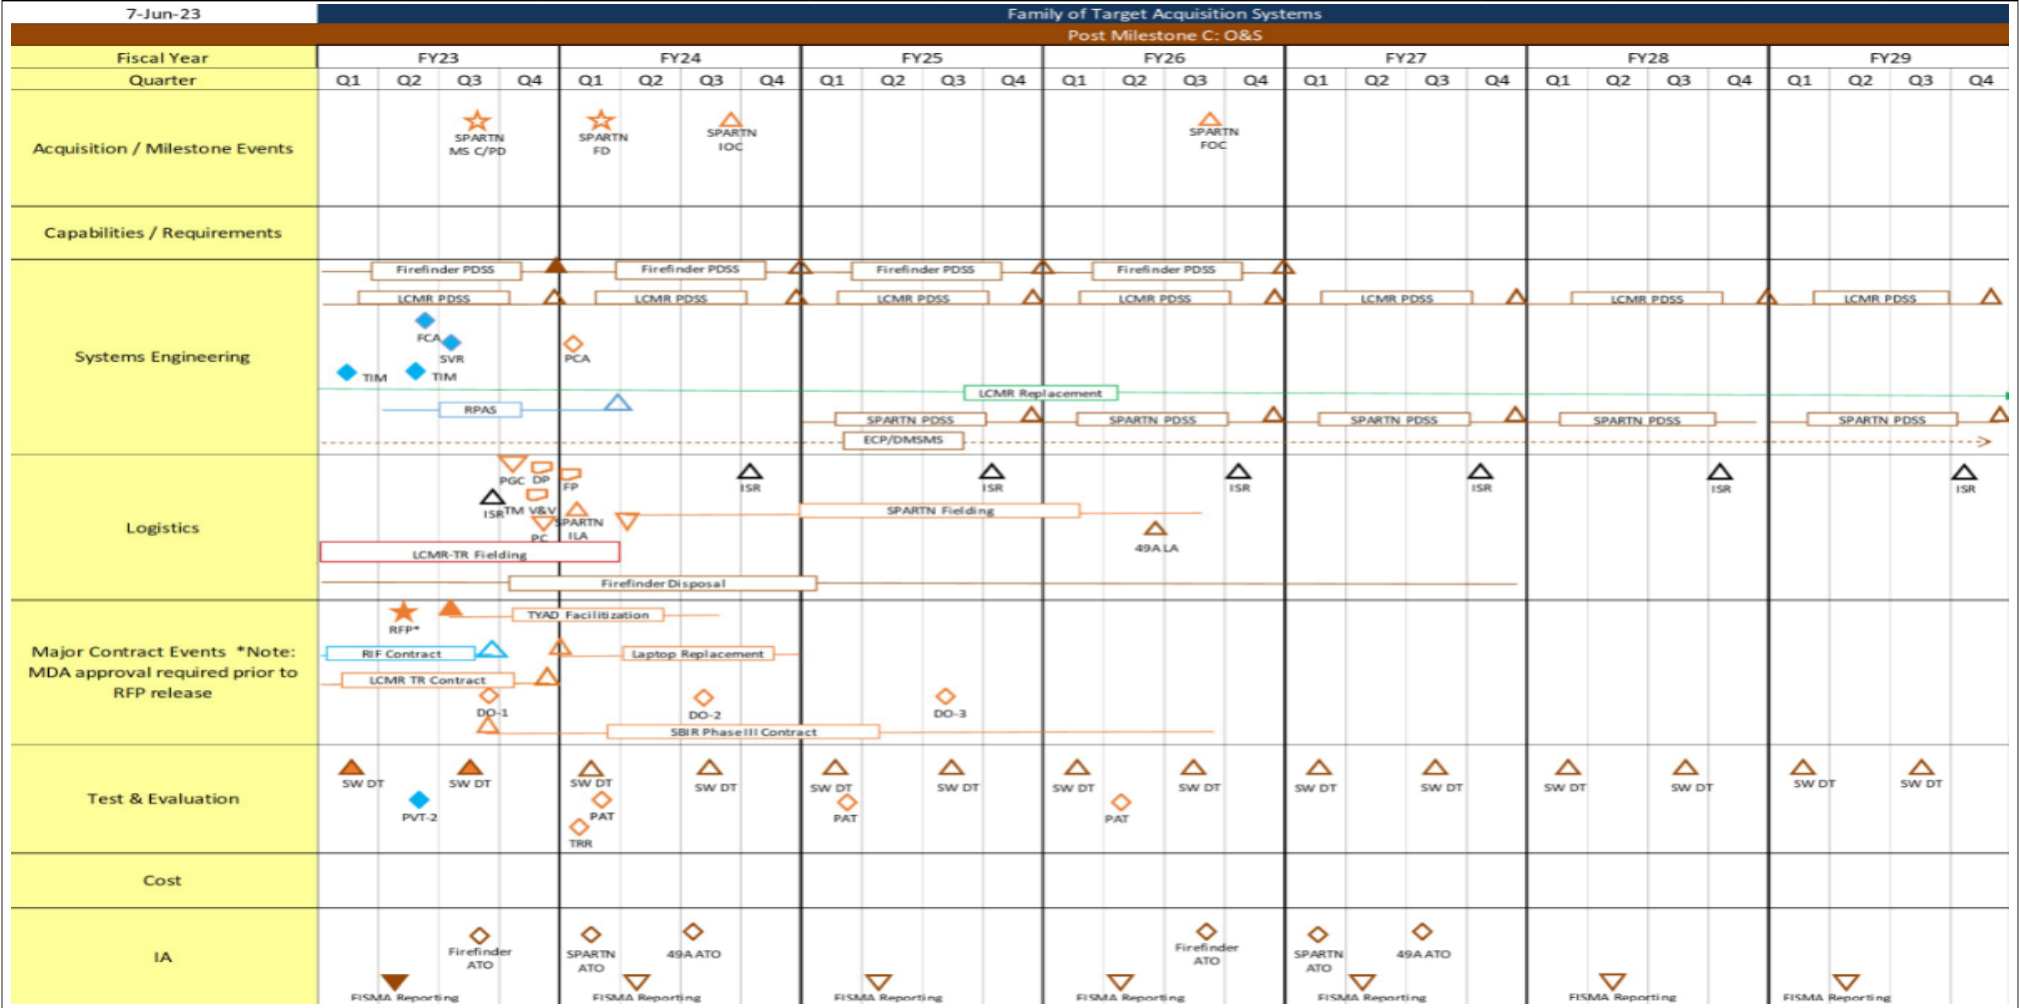 7-Jun-23
Family of Target Acquisition Systems
Post Milestone C: O&S
Fiscal Year FY23 FY24 FY25 FY26 FY27 FY28 FY29
Quarter Q1 Q2 Q3 Q4 Q1 Q2 Q3 Q4 Q1 Q2 Q3 Q4 Q1 Q2 Q3 Q4 Q1 Q2 Q3 Q4 Q1 Q2 Q3 Q4 Q1 Q2 Q3 Q4
Acquisition / Milestone Events
SPARTN
MS C/PD
SPARTN
FD
SPARTN
IOC
SPARTN
FOC
Capabilities / Requirements
Systems Engineering
Firefinder PDSS Firefinder PDSS Firefinder PDSS Firefinder PDSS
LCMR PDSS LCMR PDSS LCMR PDSS LCMR PDSS LCMR PDSS LCMR PDSS LCMR PDSS
FCA
SVR PCA
TIM TIM
LCMR Replacement
RPAS
SPARTN PDSS SPARTN PDSS SPARTN PDSS SPARTN PDSS SPARTN PDSS
ECP/DMSMS
Logistics
PGC DP FP ISR ISR ISR ISR ISR ISR
ISR TM V&V SPARTN Fielding
PC
SPARTN
ILA
49A LA
LCMR-TR Fielding
Firefinder Disposal
Major Contract Events *Note:
MDA approval required prior to
RFP release
RFP*
TYAD Facilitization
RIF Contract Laptop Replacement
LCMR TR Contract
DO-1 DO-2 DO-3
SBIR Phase III Contract
Test & Evaluation
SW DT SW DT SW DT SW DT SW DT SW DT SW DT SW DT SW DT SW DT SW DT SW DT SW DT SW DT
PVT-2 PAT PAT PAT
TRR
Cost
IA
Firefinder
ATO
SPARTN
ATO
49A ATO
Firefinder
ATO
SPARTN
ATO
49A ATO
FISMA Reporting FISMA Reporting FISMA Reporting FISMA Reporting FISMA Reporting FISMA Reporting FISMA Reporting